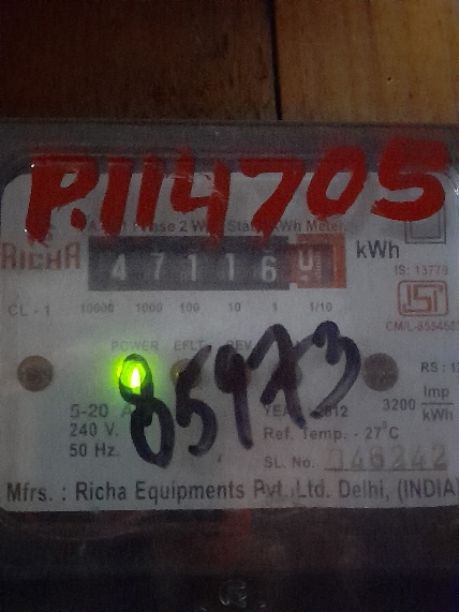 P.114705
RICHA
kWh
47116
IS: 13779
CL - 1 10000 1000 100 10 1 1/10
POWER EFLT REV
85973
5-20 A
240 V.
50 Hz.
3200 Imp/kWh
Ref. Temp. - 27°C
SL. No. 046242
Mfrs. : Richa Equipments Pvt. Ltd. Delhi, (INDIA)